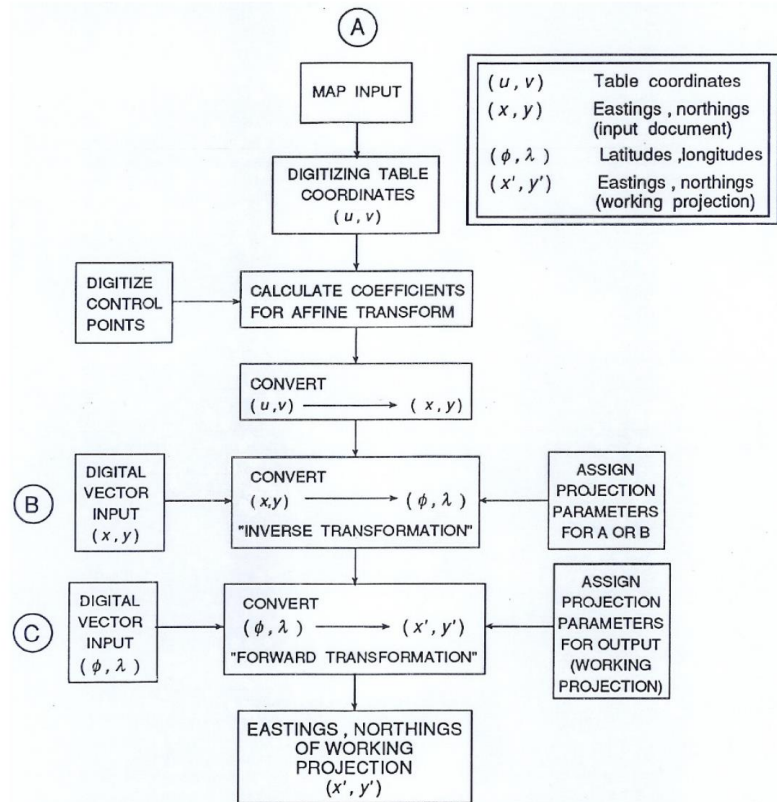 A
MAP INPUT
(u, v) Table coordinates
(x, y) Eastings , northings
(input document)
(ϕ, λ) Latitudes ,longitudes
(x', y') Eastings , northings
(working projection)
DIGITIZING TABLE
COORDINATES
(u, v)
DIGITIZE
CONTROL
POINTS
CALCULATE COEFFICIENTS
FOR AFFINE TRANSFORM
CONVERT
(u,v) → (x, y)
B
DIGITAL
VECTOR
INPUT
(x, y)
CONVERT
(x,y) → (ϕ, λ)
"INVERSE TRANSFORMATION"
ASSIGN
PROJECTION
PARAMETERS
FOR A OR B
C
DIGITAL
VECTOR
INPUT
(ϕ, λ)
CONVERT
(ϕ, λ) → (x', y')
"FORWARD TRANSFORMATION"
ASSIGN
PROJECTION
PARAMETERS
FOR OUTPUT
(WORKING
PROJECTION)
EASTINGS , NORTHINGS
OF WORKING
PROJECTION
(x', y')